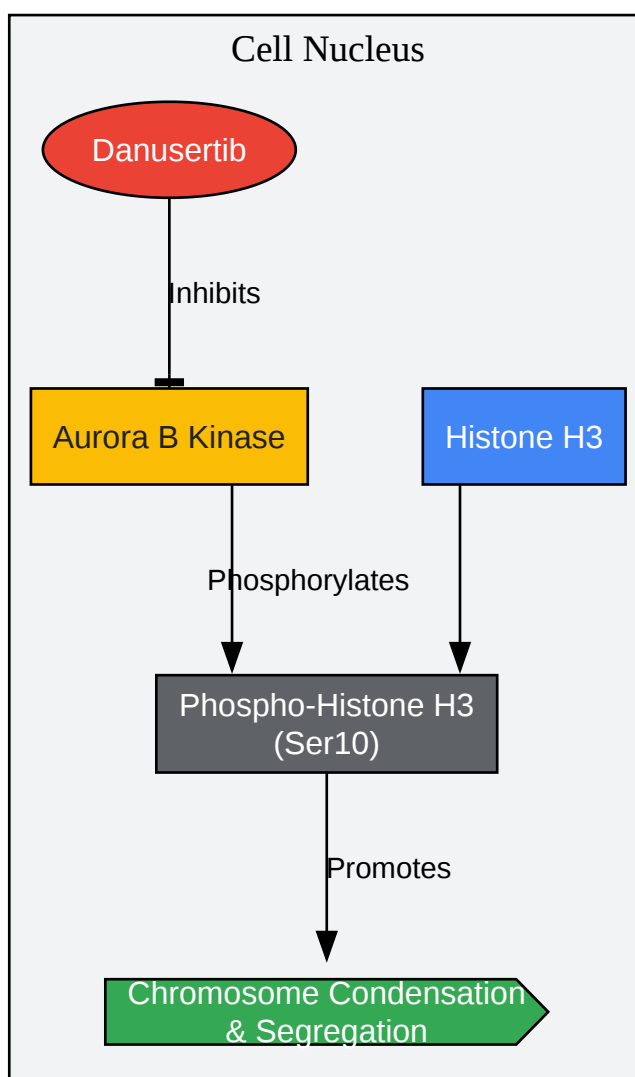 Cell Nucleus
Danusertib
Inhibits
Aurora B Kinase
Histone H3
Phosphorylates
Phospho-Histone H3
(Ser10)
Promotes
Chromosome Condensation
& Segregation